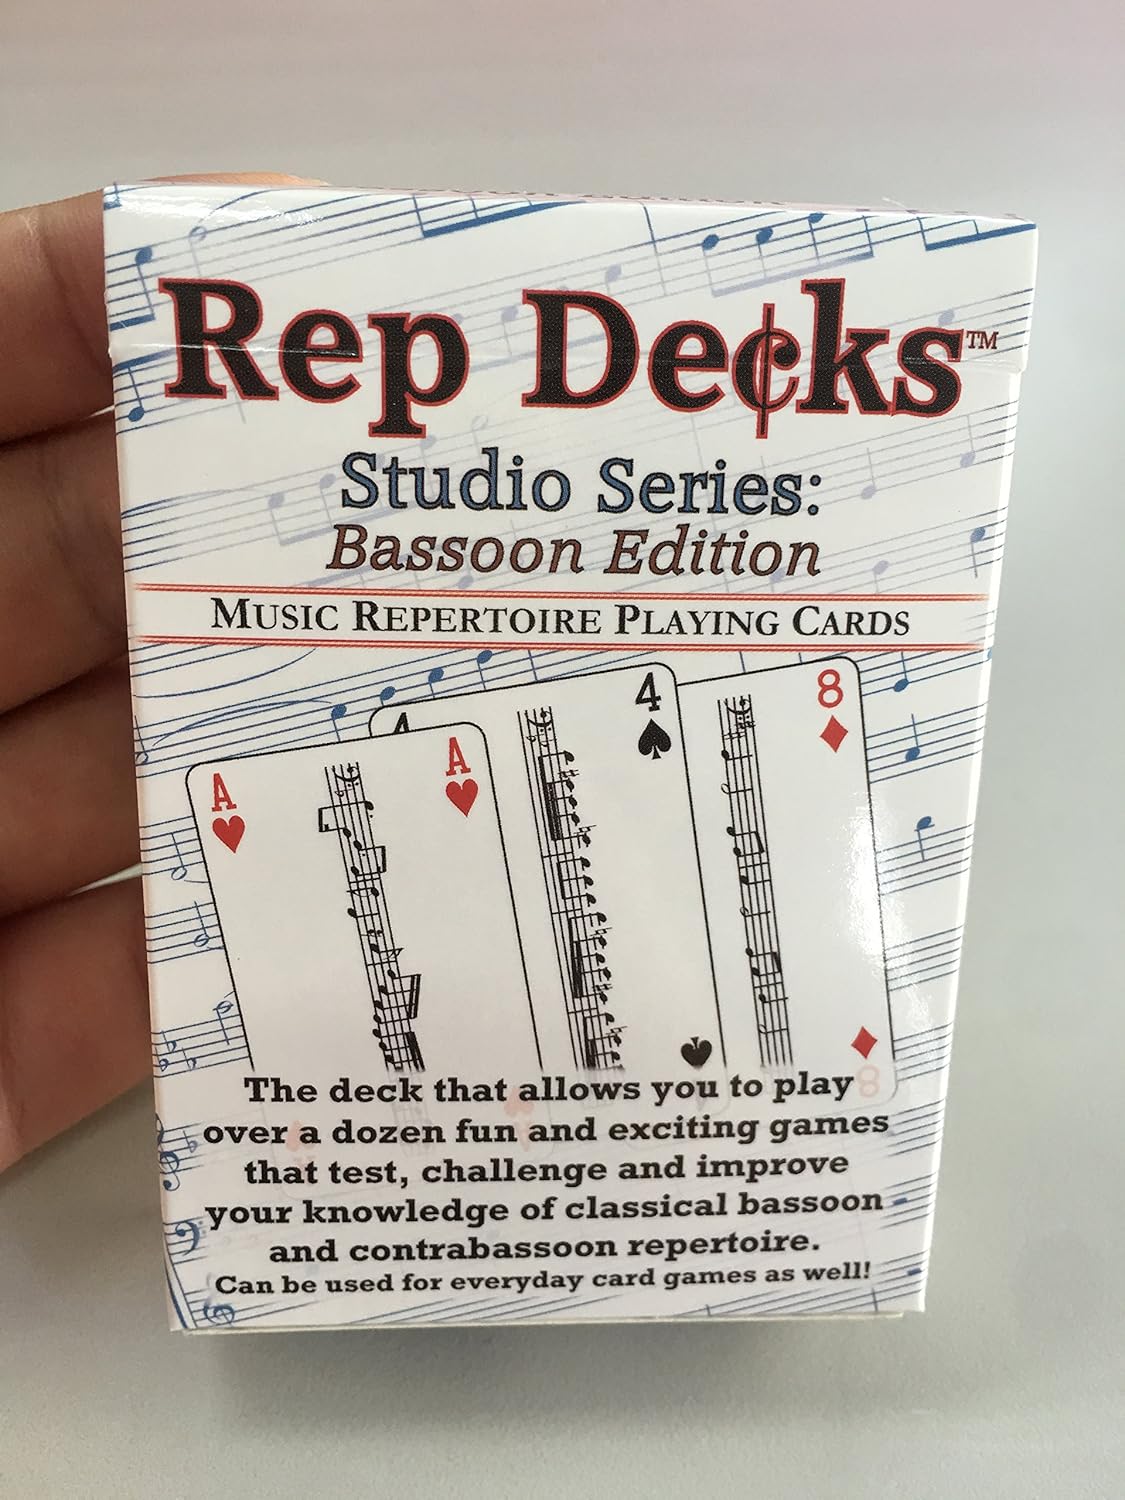 Rep De¢ks™
Studio Series:
Bassoon Edition
MUSIC REPERTOIRE PLAYING CARDS
A
A
4
4
8
The deck that allows you to play
8
over a dozen fun and exciting games
that test, challenge and improve
your knowledge of classical bassoon
and contrabassoon repertoire.
Can be used for everyday card games as well!